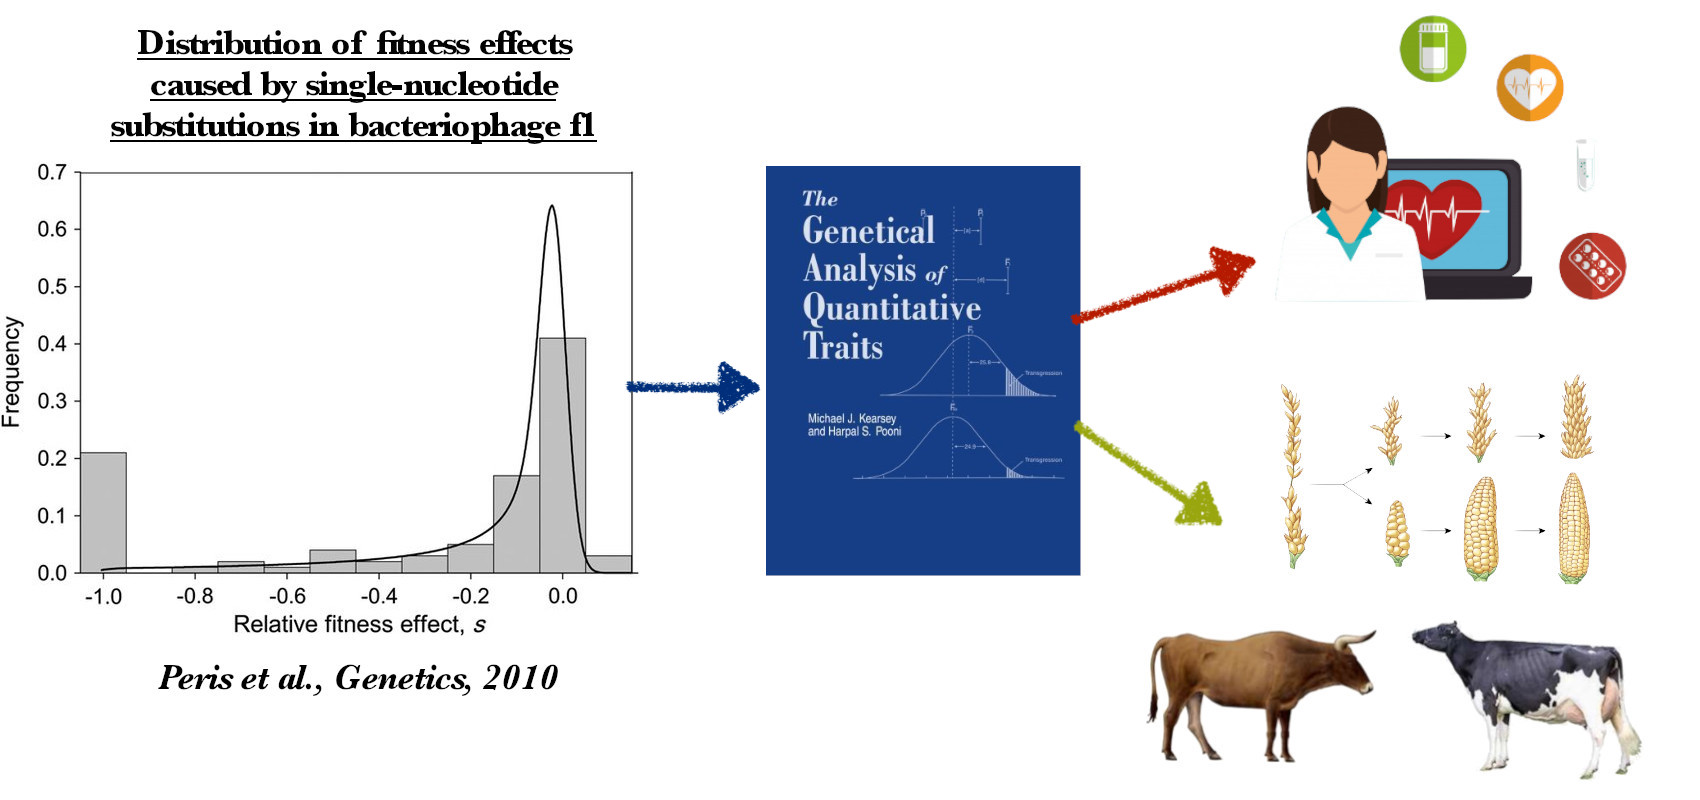 Distribution of fitness effects
caused by single-nucleotide
substitutions in bacteriophage f1
0.7
0.6
0.5
0.4
0.3
0.2
0.1
0.0
Frequency
-1.0 -0.8 -0.6 -0.4 -0.2 0.0
Relative fitness effect, s
Peris et al., Genetics, 2010
The
Genetical
Analysis of
Quantitative
Traits
Transgression
Michael J. Kearsey
and Harpal S. Pooni
Transgression